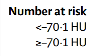 Number at risk
<–70·1 HU
≥–70·1 HU